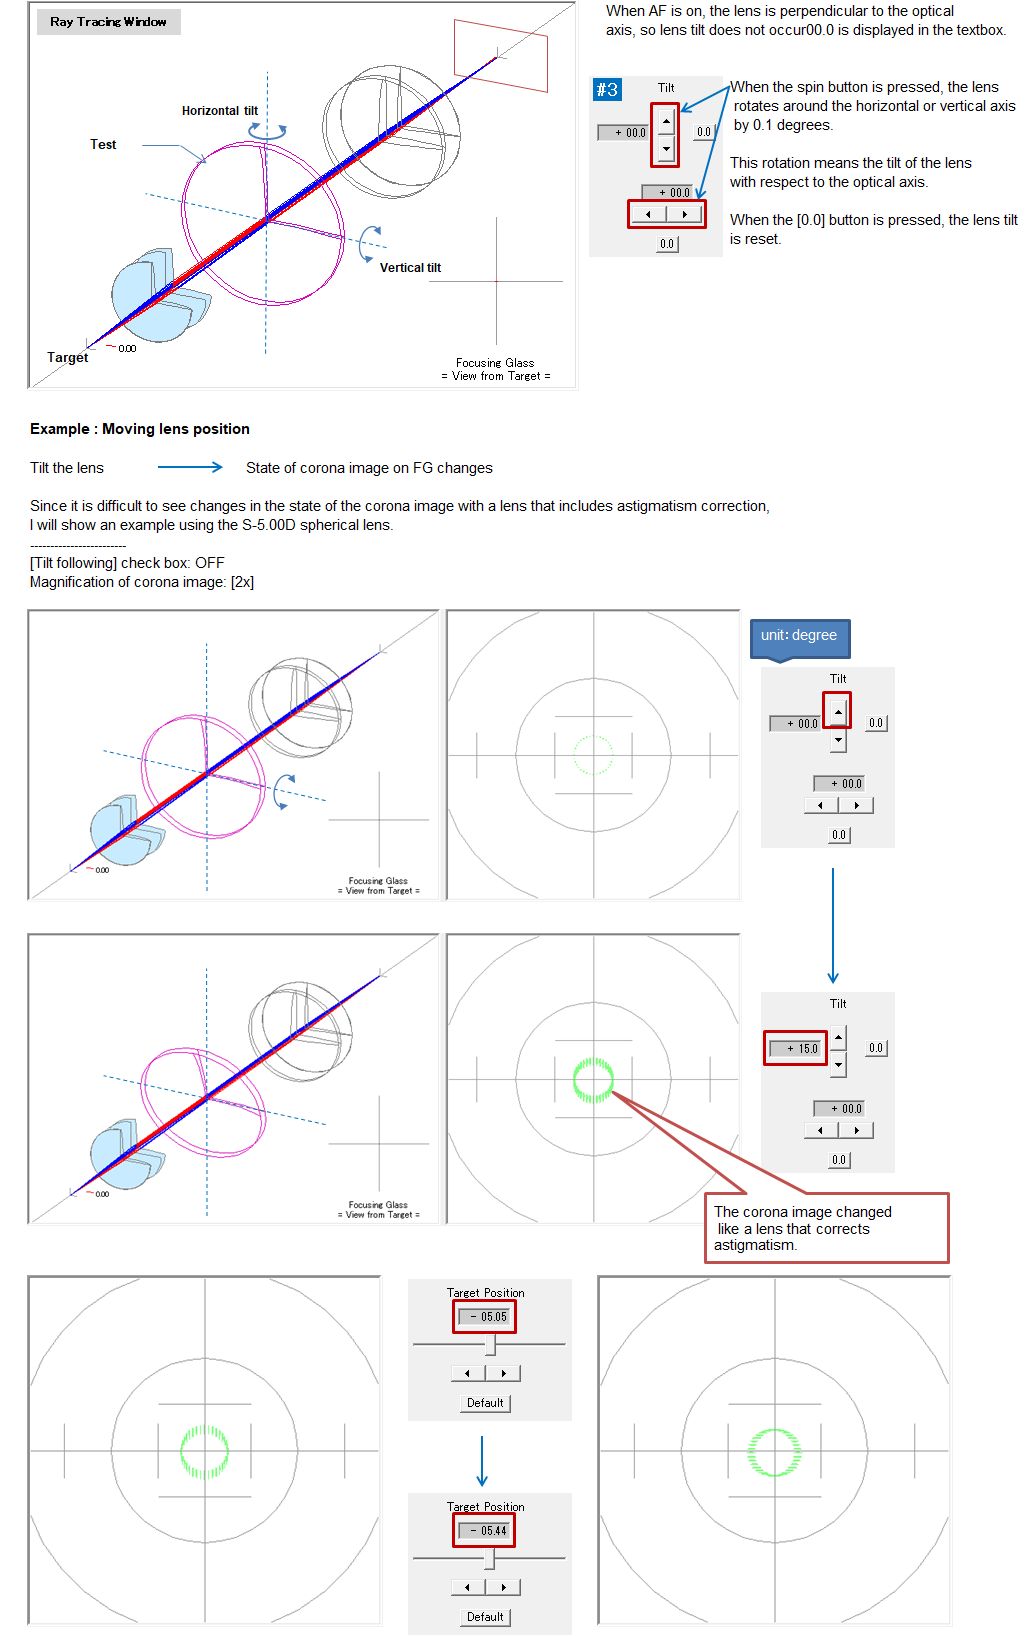 Ray Tracing Window
Horizontal tilt
Test
Vertical tilt
Target
0.00
Focusing Glass
= View from Target =
When AF is on, the lens is perpendicular to the optical
axis, so lens tilt does not occur00.0 is displayed in the textbox.
#3
Tilt
+ 00.0
0.0
+ 00.0
0.0
When the spin button is pressed, the lens
rotates around the horizontal or vertical axis
by 0.1 degrees.
This rotation means the tilt of the lens
with respect to the optical axis.
When the [0.0] button is pressed, the lens tilt
is reset.
Example : Moving lens position
Tilt the lens
State of corona image on FG changes
Since it is difficult to see changes in the state of the corona image with a lens that includes astigmatism correction,
I will show an example using the S-5.00D spherical lens.
------------------------
[Tilt following] check box: OFF
Magnification of corona image: [2x]
0.00
Focusing Glass
= View from Target =
unit: degree
Tilt
+ 00.0
0.0
+ 00.0
0.0
0.00
Focusing Glass
= View from Target =
Tilt
+ 15.0
0.0
+ 00.0
0.0
The corona image changed
like a lens that corrects
astigmatism.
Target Position
- 05.05
Default
Target Position
- 05.44
Default